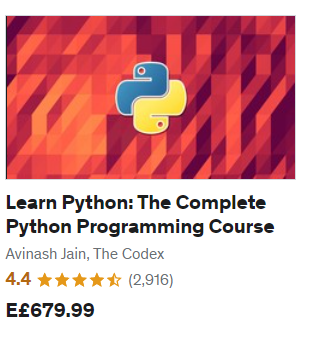 Learn Python: The Complete
Python Programming Course
Avinash Jain, The Codex
4.4 (2,916)
E£679.99